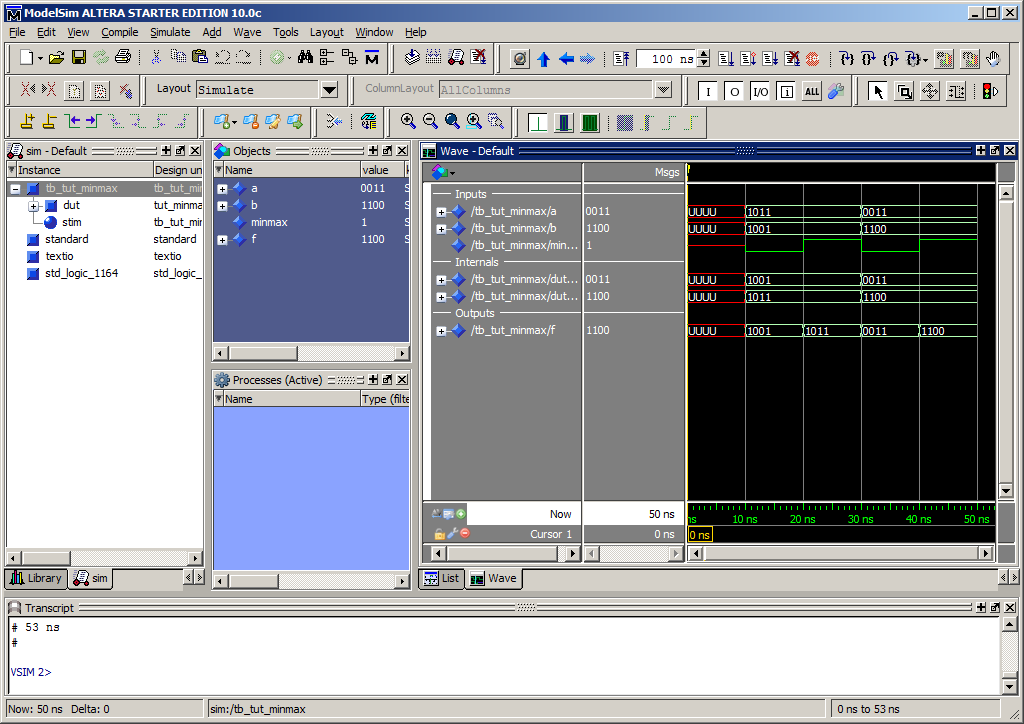 ModelSim ALTERA STARTER EDITION 10.0c
File Edit View Compile Simulate Add Wave Tools Layout Window Help
100 ns
Layout Simulate ColumnLayout AllColumns I O I/O i ALL
sim - Default
Instance Design un
tb_tut_minmax tb_tut_min
dut tut_minma
stim tb_tut_min
standard standard
textio textio
std_logic_1164 std_logic_
Library sim
Objects
Name value
a 0011
b 1100
minmax 1
f 1100
Processes (Active)
Name Type (filte
Wave - Default
Msgs
Inputs
/tb_tut_minmax/a 0011 UUUU 1011 0011
/tb_tut_minmax/b 1100 UUUU 1001 1100
/tb_tut_minmax/min... 1
Internals
/tb_tut_minmax/dut... 0011 UUUU 1001 0011
/tb_tut_minmax/dut... 1100 UUUU 1011 1100
Outputs
/tb_tut_minmax/f 1100 UUUU 1001 1011 0011 1100
Now 50 ns ns 10 ns 20 ns 30 ns 40 ns 50 ns
Cursor 1 0 ns 0 ns
List Wave
Transcript
# 53 ns
#
VSIM 2>
Now: 50 ns Delta: 0 sim:/tb_tut_minmax 0 ns to 53 ns